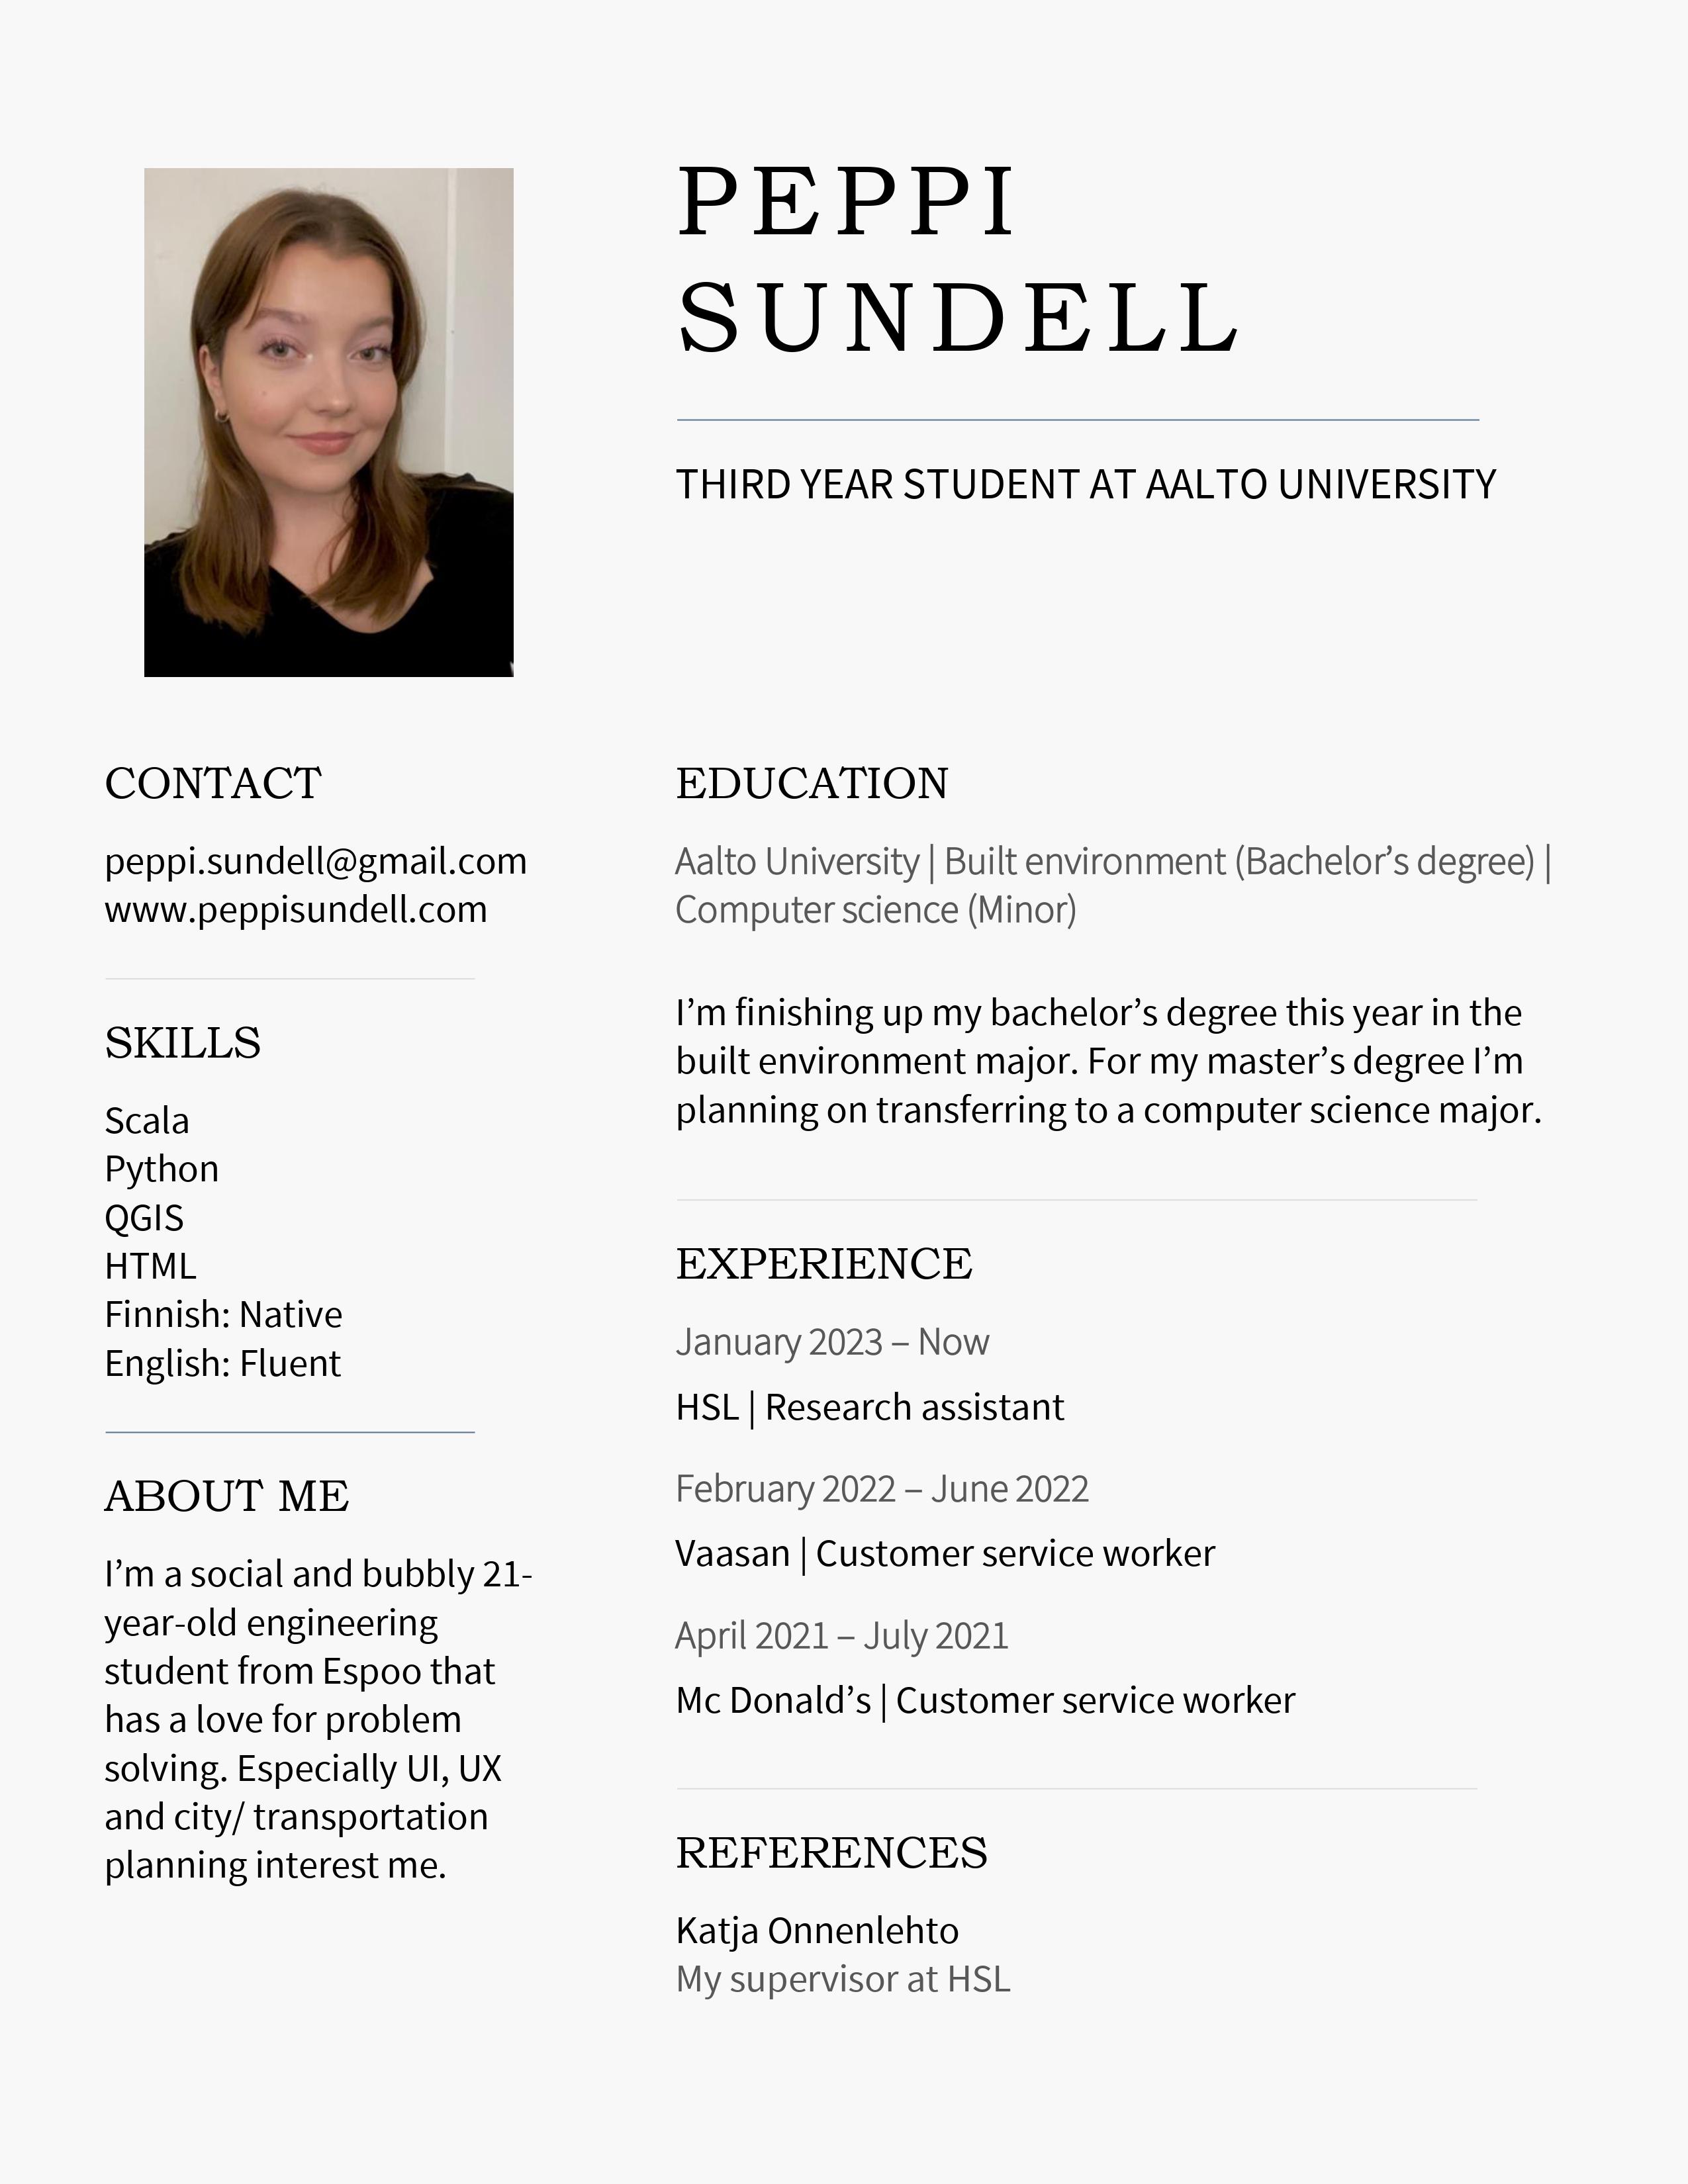 PEPPI
SUNDELL
THIRD YEAR STUDENT AT AALTO UNIVERSITY
CONTACT
peppi.sundell@gmail.com
www.peppisundell.com
SKILLS
Scala
Python
QGIS
HTML
Finnish: Native
English: Fluent
ABOUT ME
I’m a social and bubbly 21-
year-old engineering
student from Espoo that
has a love for problem
solving. Especially UI, UX
and city/ transportation
planning interest me.
EDUCATION
Aalto University | Built environment (Bachelor’s degree) |
Computer science (Minor)
I’m finishing up my bachelor’s degree this year in the
built environment major. For my master’s degree I’m
planning on transferring to a computer science major.
EXPERIENCE
January 2023 – Now
HSL | Research assistant
February 2022 – June 2022
Vaasan | Customer service worker
April 2021 – July 2021
Mc Donald’s | Customer service worker
REFERENCES
Katja Onnenlehto
My supervisor at HSL